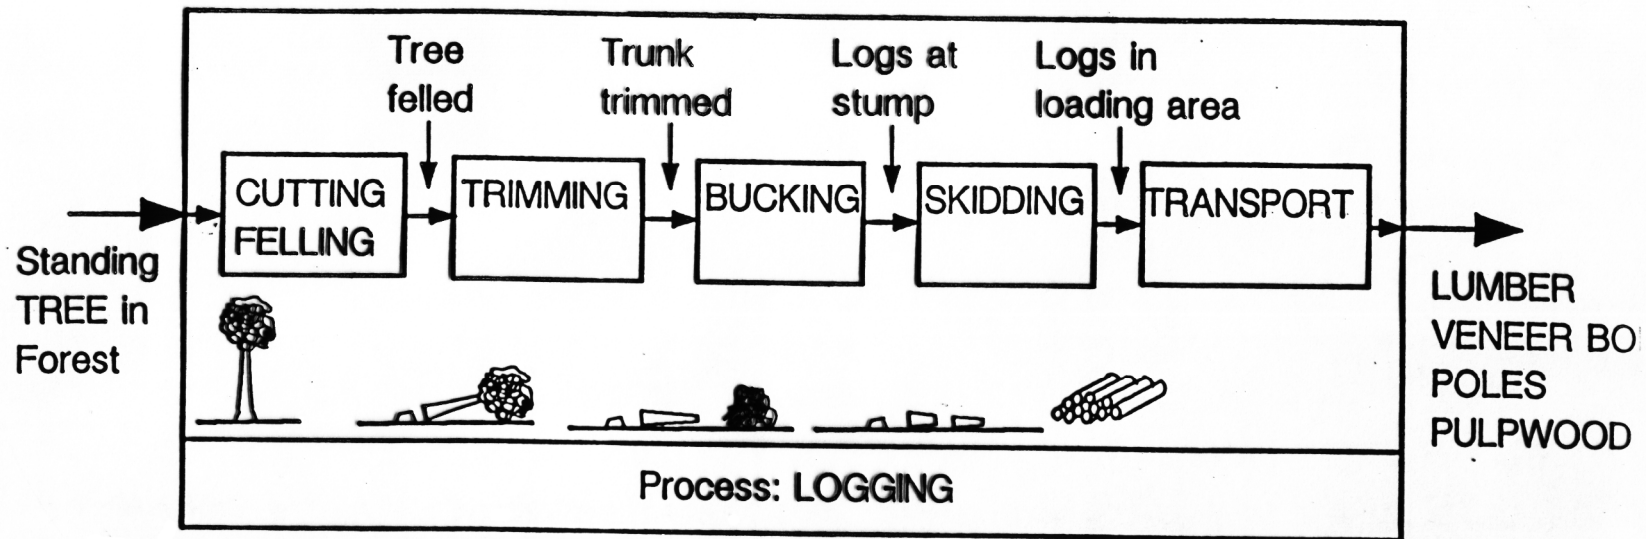 Tree
felled
Trunk
trimmed
Logs at
stump
Logs in
loading area
CUTTING
FELLING
TRIMMING
BUCKING
SKIDDING
TRANSPORT
Standing
TREE in
Forest
LUMBER
VENEER BO
POLES
PULPWOOD
Process: LOGGING